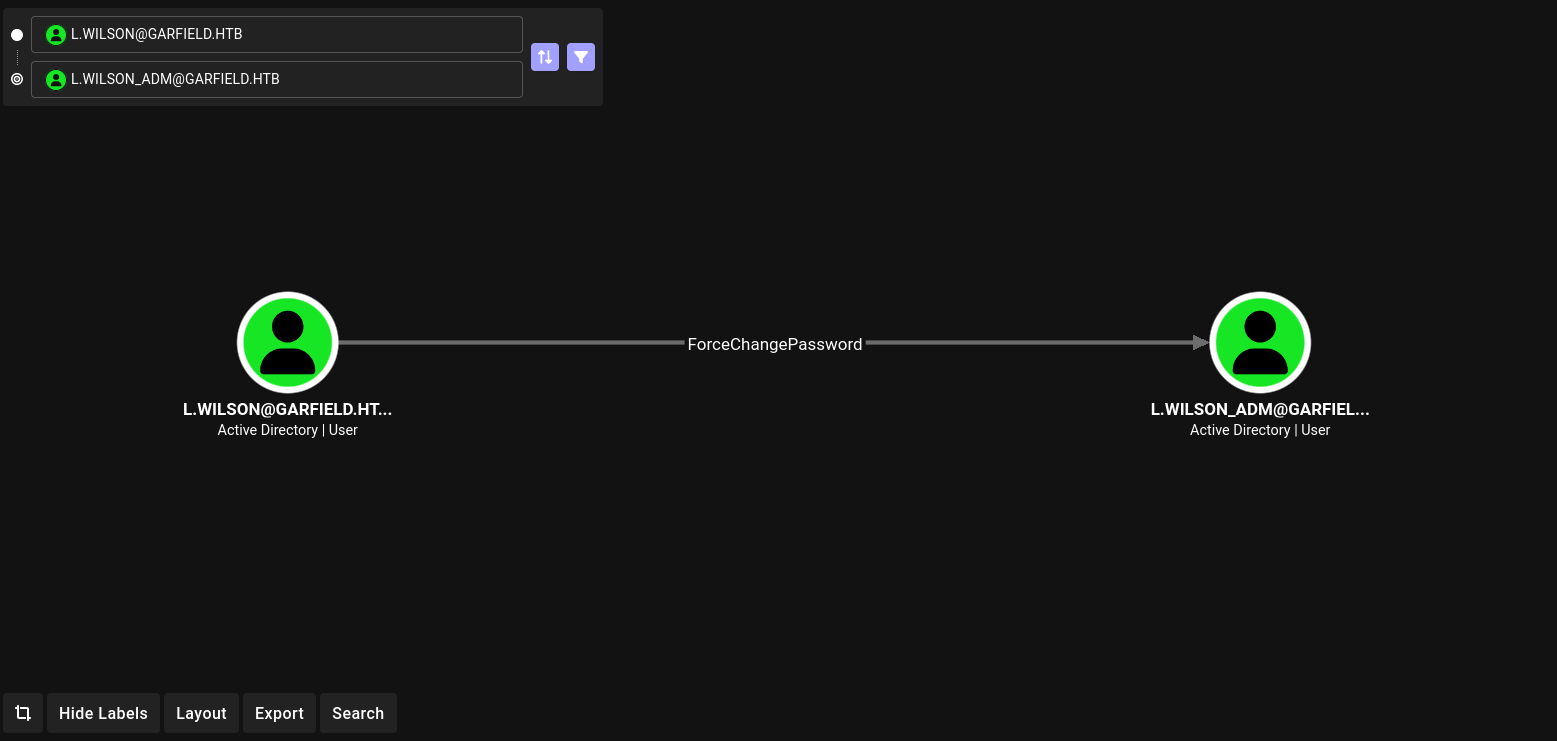 L.WILSON@GARFIELD.HTB
L.WILSON_ADM@GARFIELD.HTB
ForceChangePassword
L.WILSON@GARFIELD.HT...
Active Directory | User
L.WILSON_ADM@GARFIEL...
Active Directory | User
Hide Labels
Layout
Export
Search